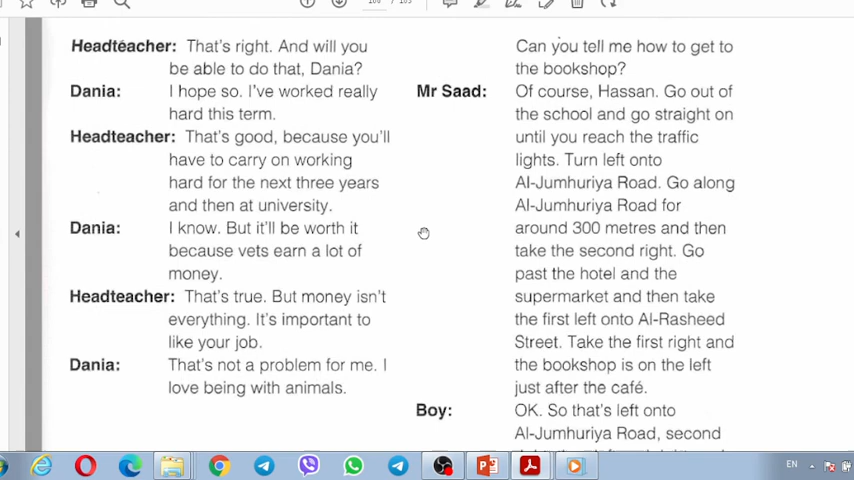 Headteacher: That's right. And will you
be able to do that, Dania?
Dania: I hope so. I've worked really
hard this term.
Headteacher: That's good, because you'll
have to carry on working
hard for the next three years
and then at university.
Dania: I know. But it'll be worth it
because vets earn a lot of
money.
Headteacher: That's true. But money isn't
everything. It's important to
like your job.
Dania: That's not a problem for me. I
love being with animals.
Can you tell me how to get to
the bookshop?
Mr Saad: Of course, Hassan. Go out of
the school and go straight on
until you reach the traffic
lights. Turn left onto
Al-Jumhuriya Road. Go along
Al-Jumhuriya Road for
around 300 metres and then
take the second right. Go
past the hotel and the
supermarket and then take
the first left onto Al-Rasheed
Street. Take the first right and
the bookshop is on the left
just after the café.
Boy: OK. So that's left onto
Al-Jumhuriya Road, second
EN